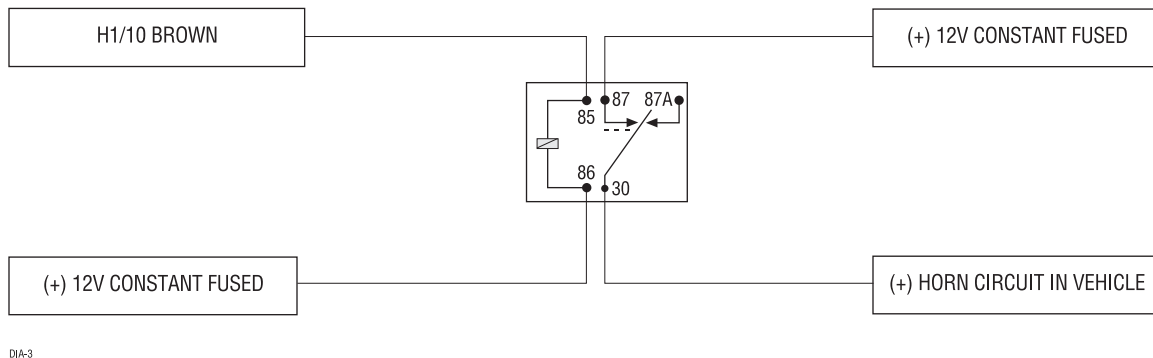 H1/10 BROWN
(+) 12V CONSTANT FUSED
87 87A
85
86
30
(+) 12V CONSTANT FUSED
(+) HORN CIRCUIT IN VEHICLE
DIA-3